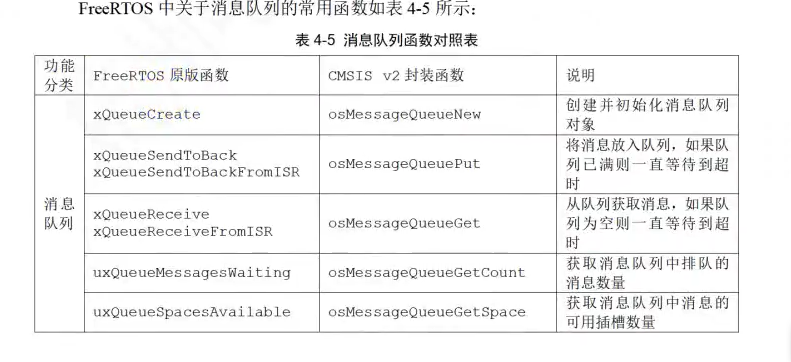 FreeRTOS 中关于消息队列的常用函数如表 4-5 所示：
表 4-5 消息队列函数对照表
功能
分类
FreeRTOS 原版函数
CMSIS v2 封装函数
说明
消息
队列
xQueueCreate
osMessageQueueNew
创建并初始化消息队列
对象
xQueueSendToBack
xQueueSendToBackFromISR
osMessageQueuePut
将消息放入队列，如果队
列已满则一直等待到超
时
xQueueReceive
xQueueReceiveFromISR
osMessageQueueGet
从队列获取消息，如果队
列为空则一直等待到超
时
uxQueueMessagesWaiting
osMessageQueueGetCount
获取消息队列中排队的
消息数量
uxQueueSpacesAvailable
osMessageQueueGetSpace
获取消息队列中消息的
可用插槽数量